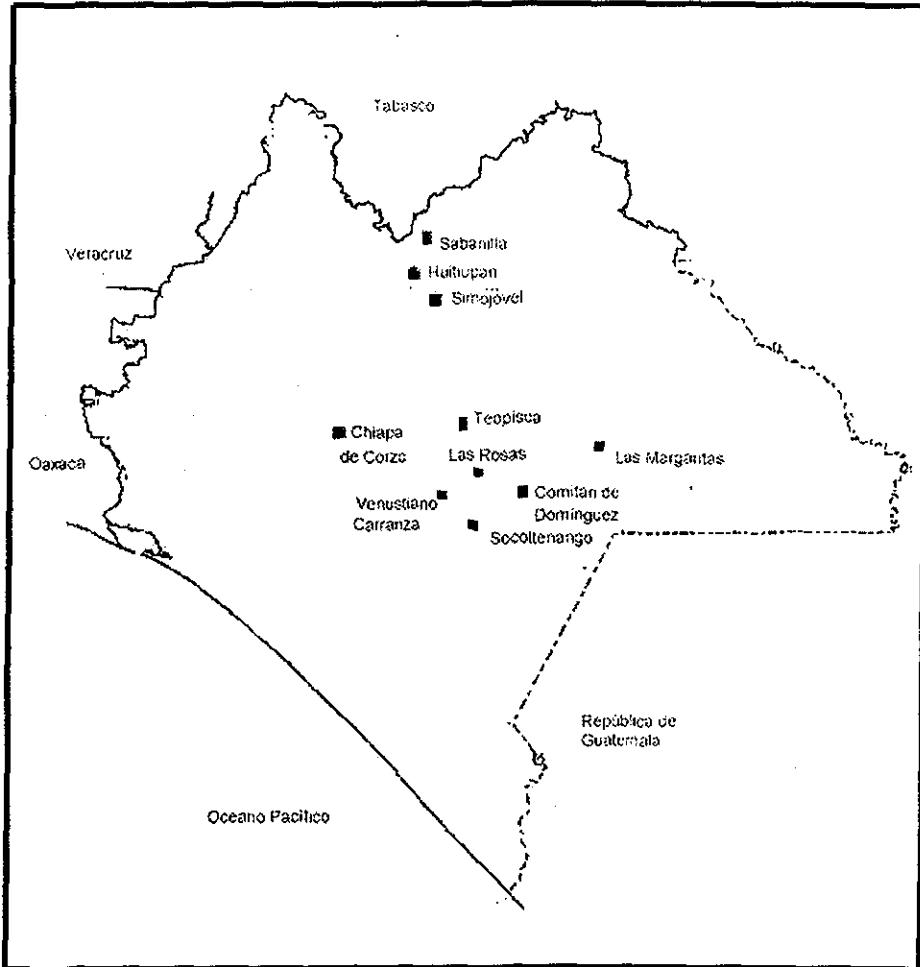 Tabasco
Veracruz
Sabanilla
Huitiupan
Simojovel
Teopisca
Chiapa
de Corzo
Las Rosas
Las Margaritas
Oaxaca
Venustiano
Carranza
Comitán de
Domínguez
Socoltenango
República de
Guatemala
Oceano Pacífico